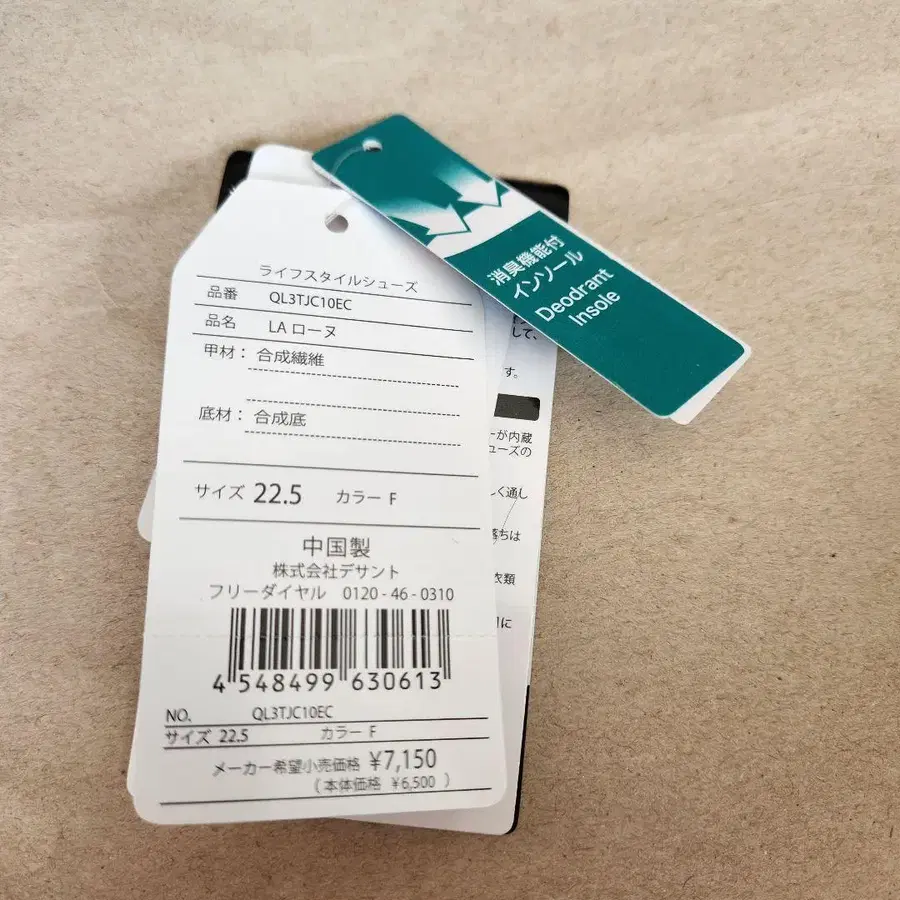 ライフスタイルシューズ
品番 QL3TJC10EC
品名 LA ローヌ
甲材： 合成繊維
底材： 合成底
サイズ 22.5 カラー F
中国製
株式会社デサント
フリーダイヤル 0120 - 46 - 0310
4 548499 630613
NO. QL3TJC10EC
サイズ 22.5 カラー F
メーカー希望小売価格 ¥7,150
（本体価格 ¥6,500 ）
消臭機能付
インソール
Deodrant
Insole
して、
す。
ーが内蔵
ューズの
く通し
落ちは
衣類
に